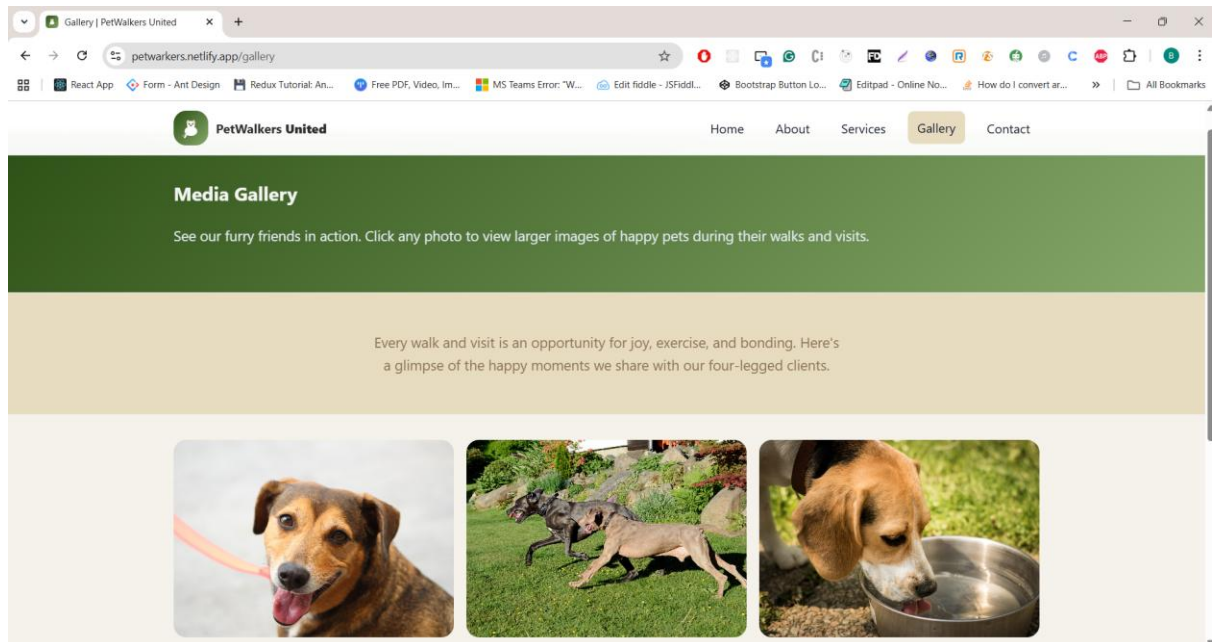 Gallery | PetWalkers United
petwarkers.netlify.app/gallery
React App
Form - Ant Design
Redux Tutorial: An...
Free PDF, Video, Im...
MS Teams Error: "W...
Edit fiddle - JSFiddl...
Bootstrap Button Lo...
Editpad - Online No...
How do I convert ar...
All Bookmarks
PetWalkers United
Home
About
Services
Gallery
Contact
Media Gallery
See our furry friends in action. Click any photo to view larger images of happy pets during their walks and visits.
Every walk and visit is an opportunity for joy, exercise, and bonding. Here's
a glimpse of the happy moments we share with our four-legged clients.